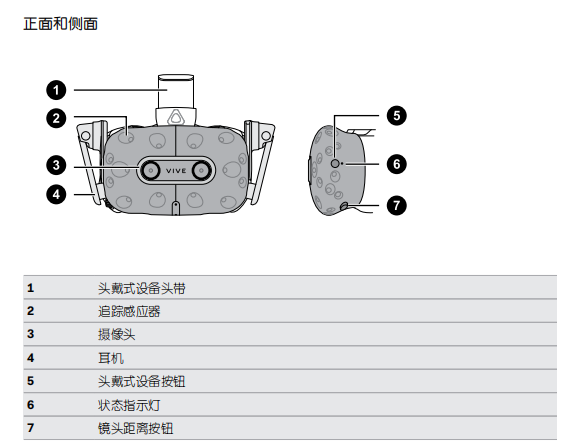 正面和侧面
1
2
3
4
VIVE
5
6
7
1 头戴式设备头带
2 追踪感应器
3 摄像头
4 耳机
5 头戴式设备按钮
6 状态指示灯
7 镜头距离按钮